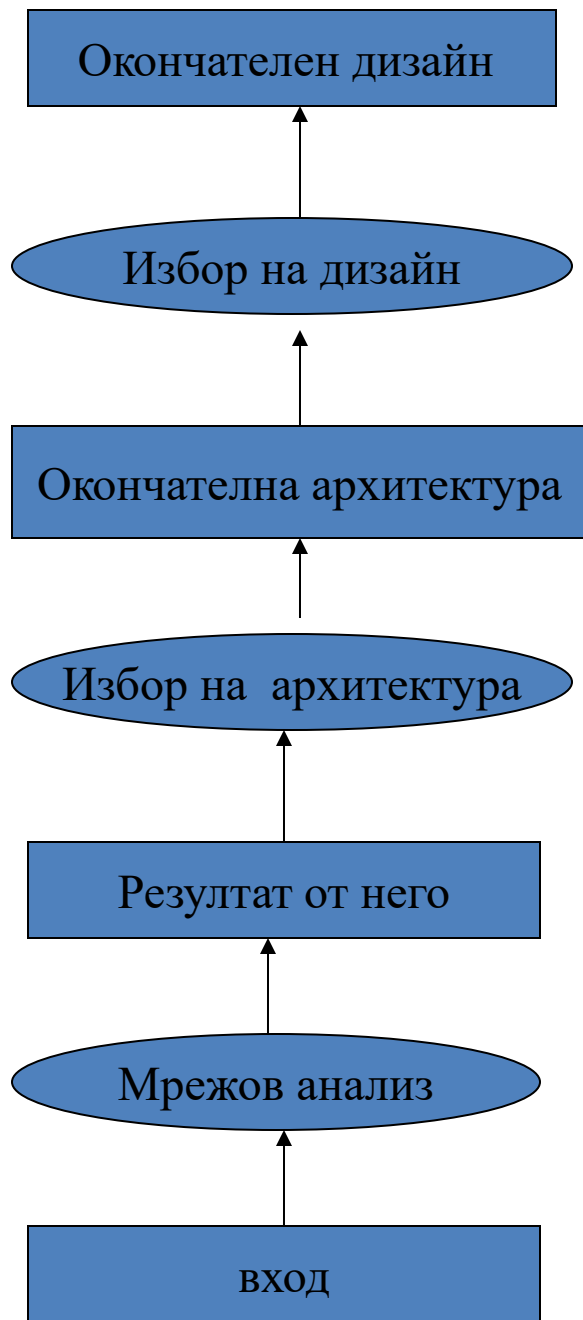 Окончателен дизайн
Избор на дизайн
Окончателна архитектура
Избор на  архитектура
Резултат от него
Мрежов анализ
вход